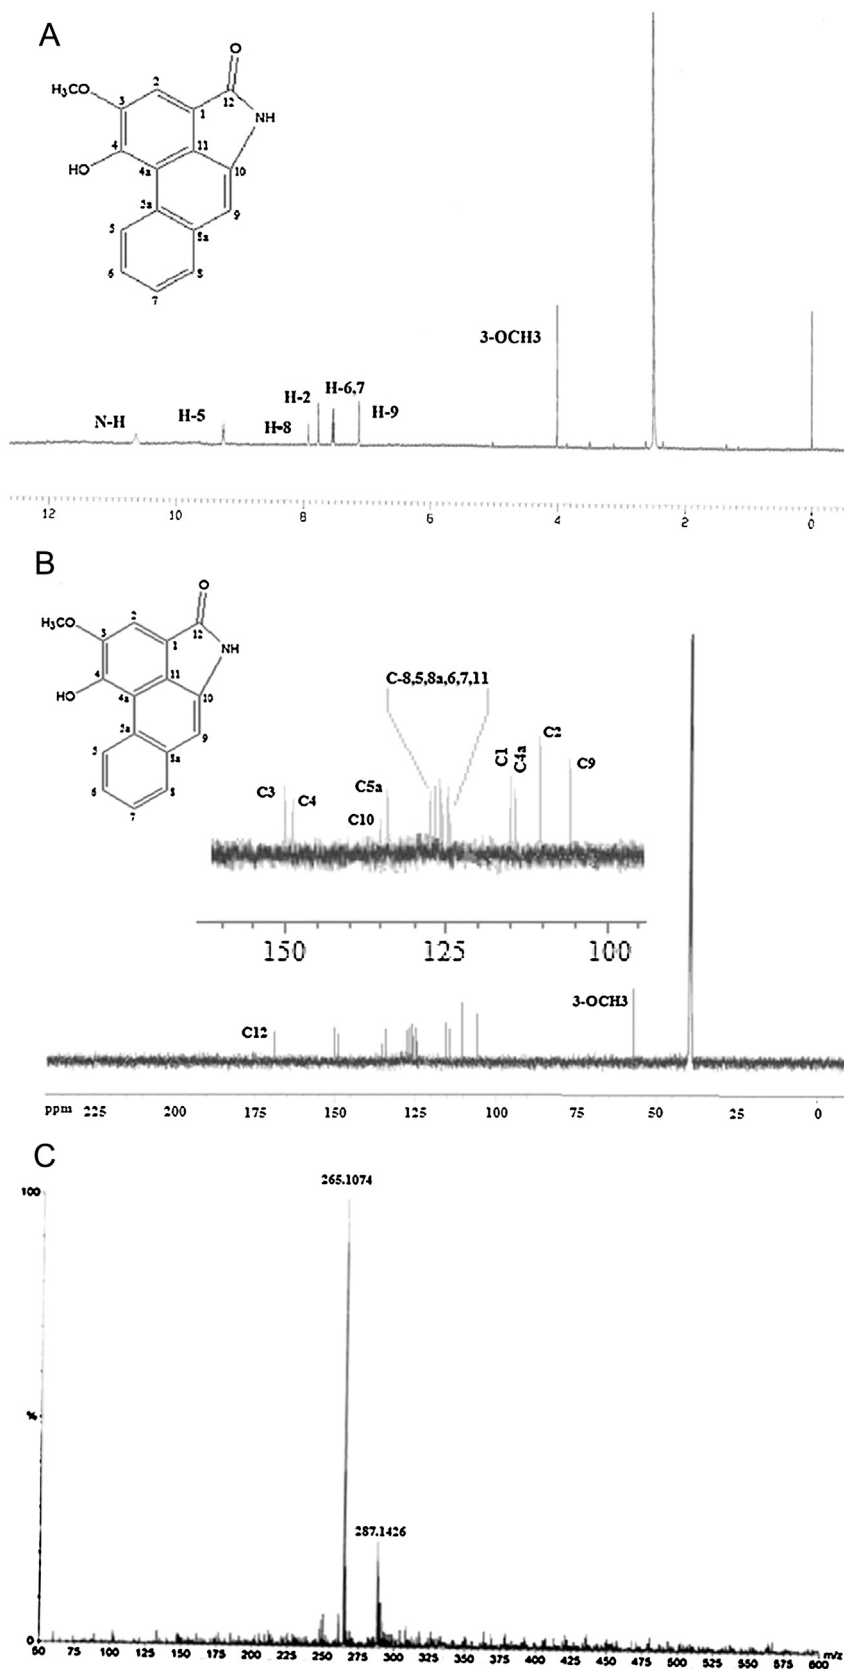 A
O
H₃CO
2
3
1
12
NH
HO
4
11
4a
10
5a
9
5
8a
6
8
7
3-OCH3
H-6,7
H-2
H-9
H-5
H-8
N-H
12 10 8 6 4 2 0
B
O
H₃CO
2
3
1
12
NH
HO
4
11
4a
10
5a
9
5
8a
6
8
7
C-8,5,8a,6,7,11
C1
C4a
C2
C9
C3
C4
C5a
C10
150 125 100
3-OCH3
C12
ppm 225 200 175 150 125 100 75 50 25 0
C
265.1074
100
%
287.1426
0
50 75 100 125 150 175 200 225 250 275 300 325 350 375 400 425 450 475 500 525 550 575 600 m/z